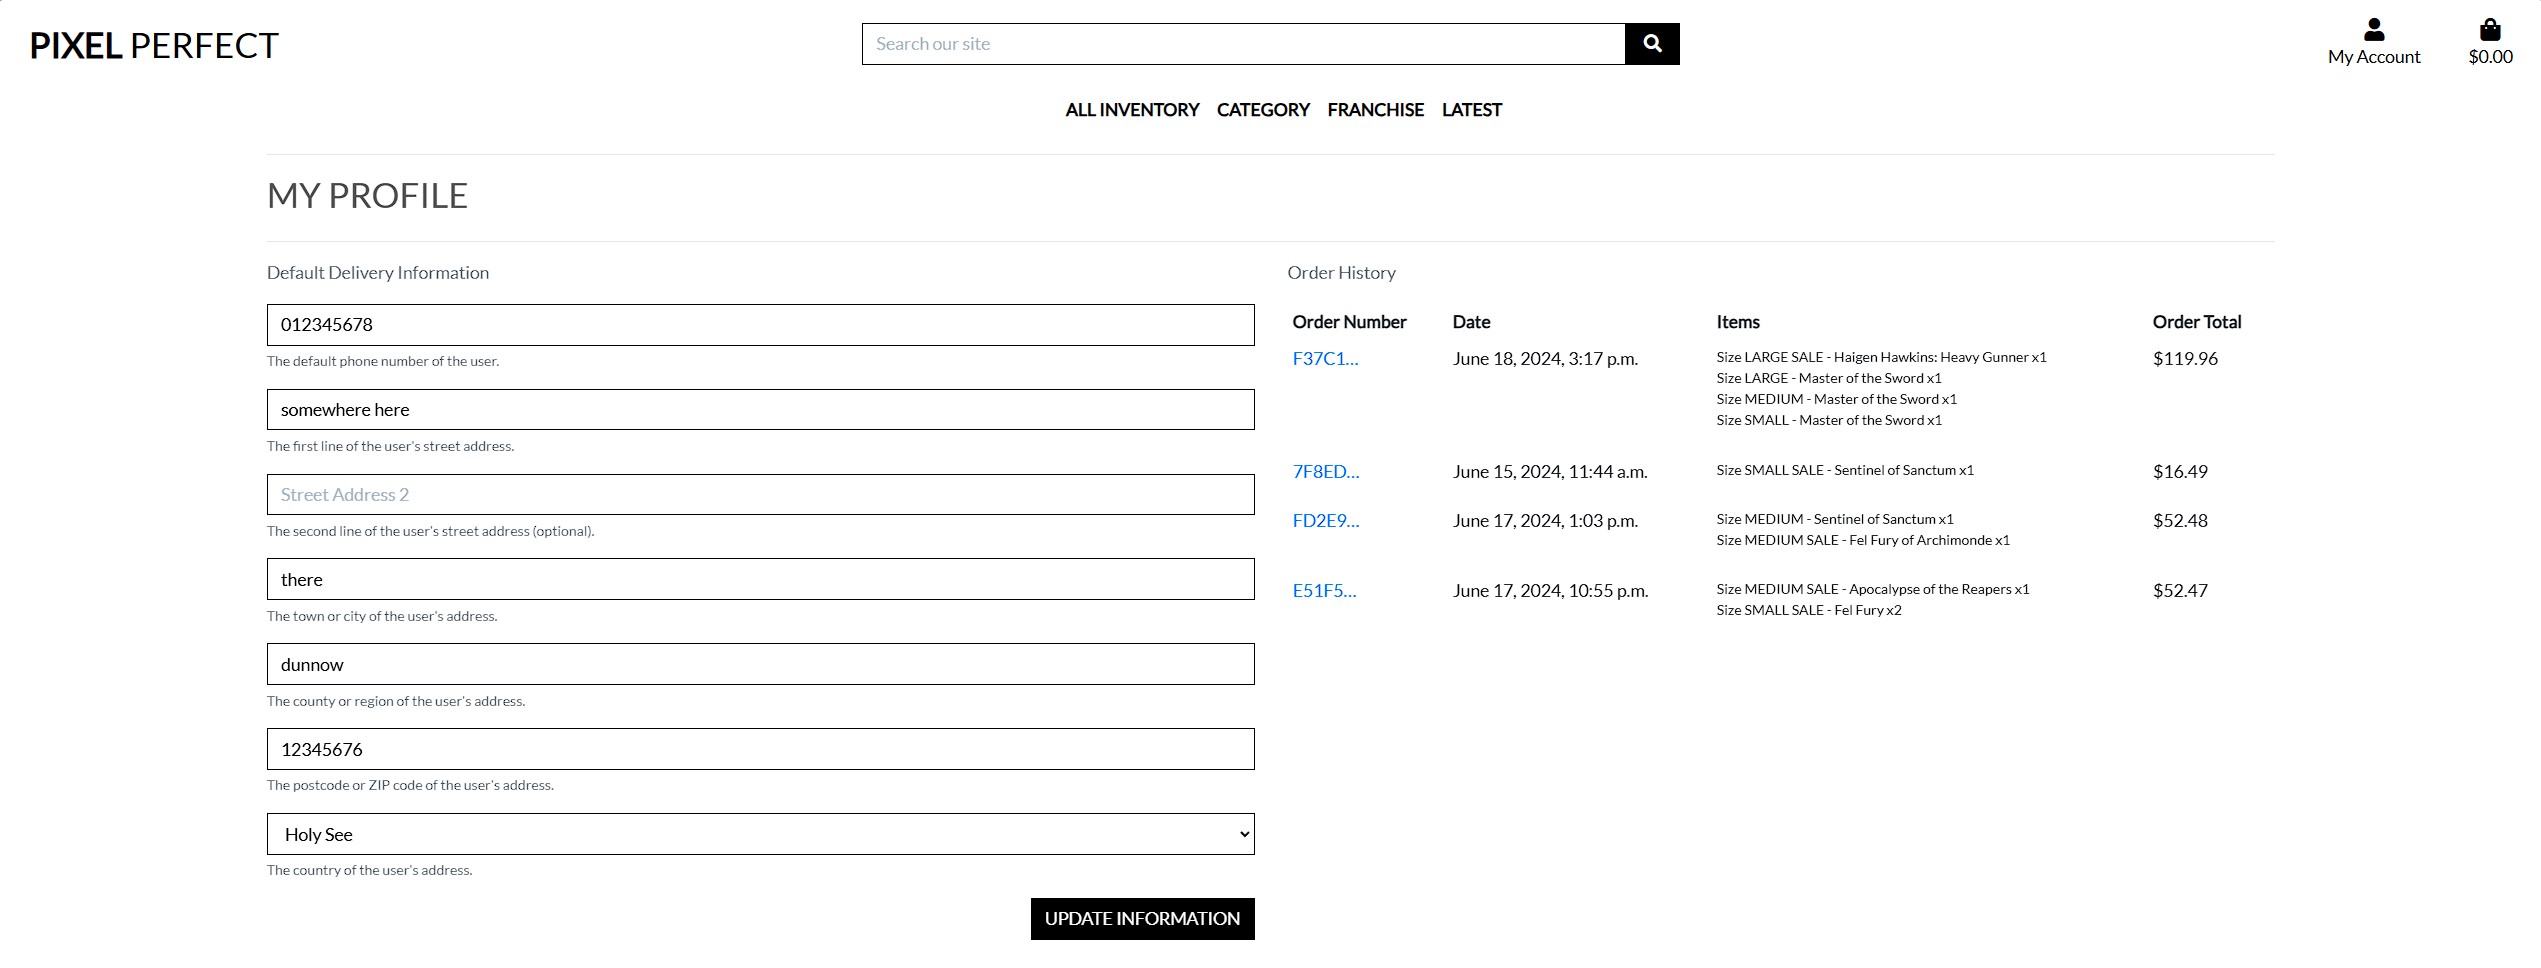 PIXEL PERFECT
Search our site
My Account
$0.00
ALL INVENTORY CATEGORY FRANCHISE LATEST
MY PROFILE
Default Delivery Information
012345678
The default phone number of the user.
somewhere here
The first line of the user's street address.
Street Address 2
The second line of the user's street address (optional).
there
The town or city of the user's address.
dunnow
The county or region of the user's address.
12345676
The postcode or ZIP code of the user's address.
Holy See
The country of the user's address.
UPDATE INFORMATION
Order History
Order Number Date Items Order Total
F37C1... June 18, 2024, 3:17 p.m. Size LARGE SALE - Haigen Hawkins: Heavy Gunner x1 $119.96
Size LARGE - Master of the Sword x1
Size MEDIUM - Master of the Sword x1
Size SMALL - Master of the Sword x1
7F8ED... June 15, 2024, 11:44 a.m. Size SMALL SALE - Sentinel of Sanctum x1 $16.49
FD2E9... June 17, 2024, 1:03 p.m. Size MEDIUM - Sentinel of Sanctum x1 $52.48
Size MEDIUM SALE - Fel Fury of Archimonde x1
E51F5... June 17, 2024, 10:55 p.m. Size MEDIUM SALE - Apocalypse of the Reapers x1 $52.47
Size SMALL SALE - Fel Fury x2